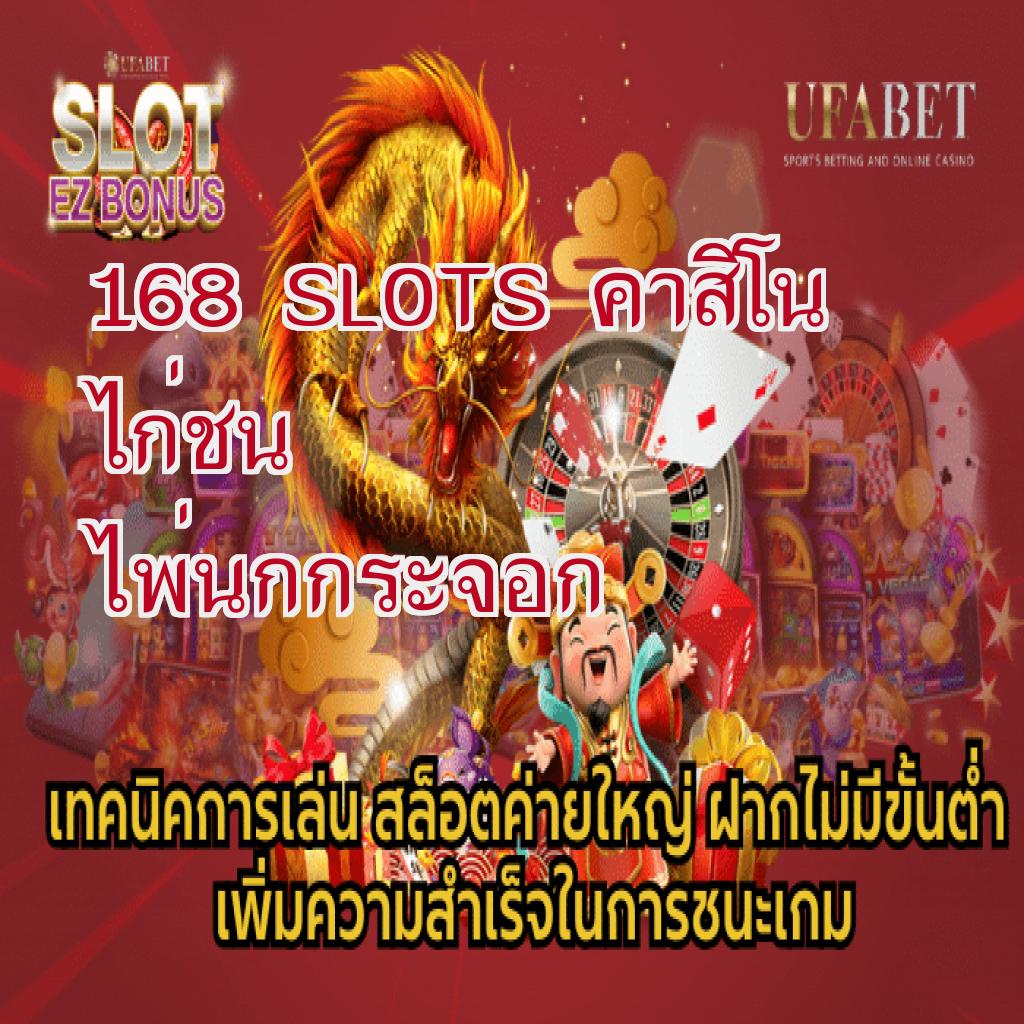 UFABET
SLOT
EZ BONUS
UFABET
SPORTS BETTING AND ONLINE CASINO
168 SLOTS คาสิโน
ไก่ชน
ไพ่นกกระจอก
เทคนิคการเล่น สล็อตค่ายใหญ่ ฝากไม่มีขั้นต่ำ
เพิ่มความสำเร็จในการชนะเกม